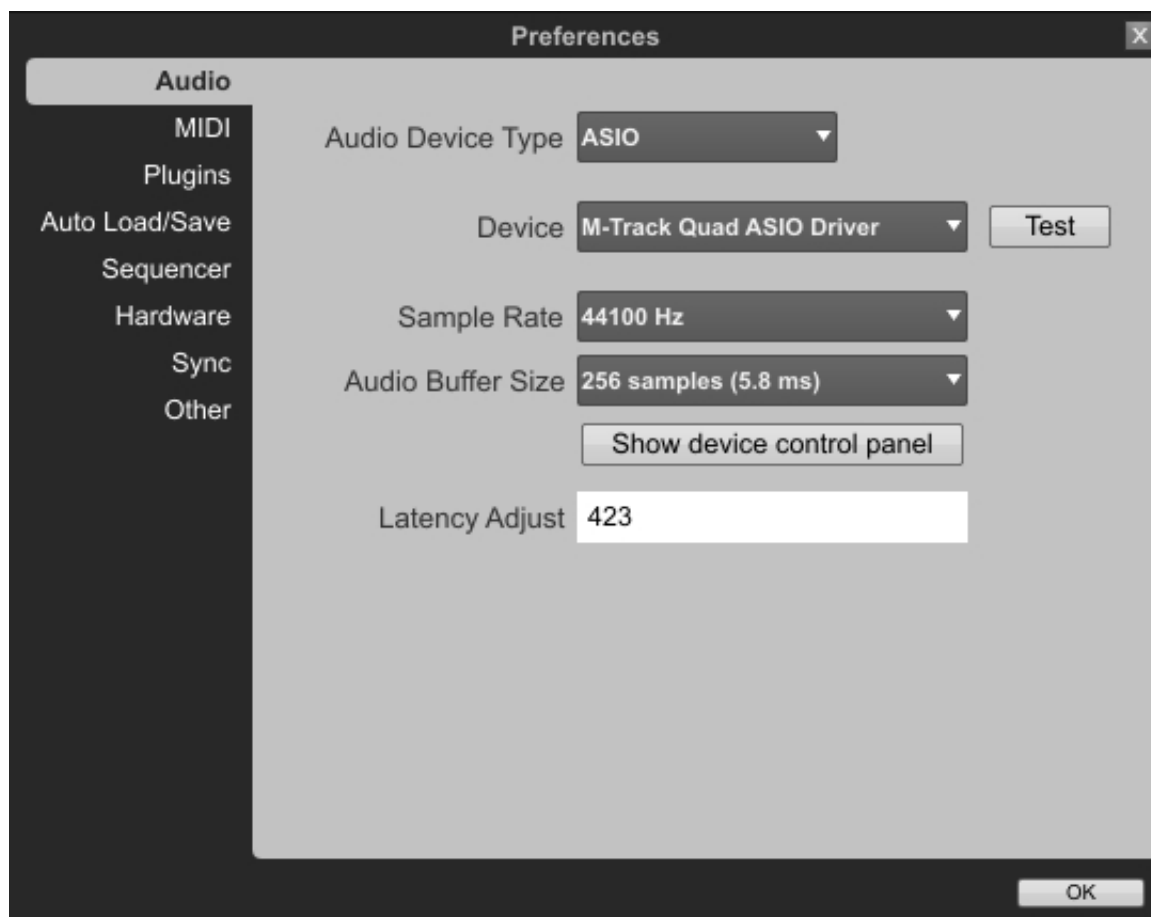 Preferences
X
Audio
MIDI
Plugins
Auto Load/Save
Sequencer
Hardware
Sync
Other
Audio Device Type ASIO
Device M-Track Quad ASIO Driver Test
Sample Rate 44100 Hz
Audio Buffer Size 256 samples (5.8 ms)
Show device control panel
Latency Adjust 423
OK